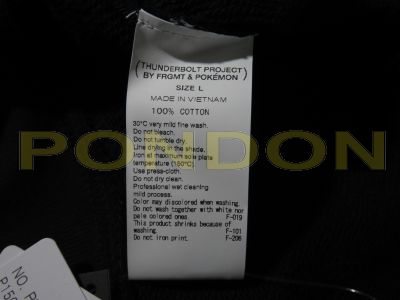 (THUNDERBOLT PROJECT)
BY FRGMT & POKÉMON
SIZE L
MADE IN VIETNAM
100% COTTON
30°C very mild fine wash.
Do not bleach.
Do not tumble dry.
Line drying in the shade.
Iron at maximum sole plate
temperature (150°C).
Use press-cloth.
Do not dry clean.
Professional wet cleaning
mild process.
Color may discolored when washing.
Do not wash together with white nor
pale colored ones. F-019
This product shrinks because of
washing. F-101
Do not iron print. F-206
PONDON
NO. P